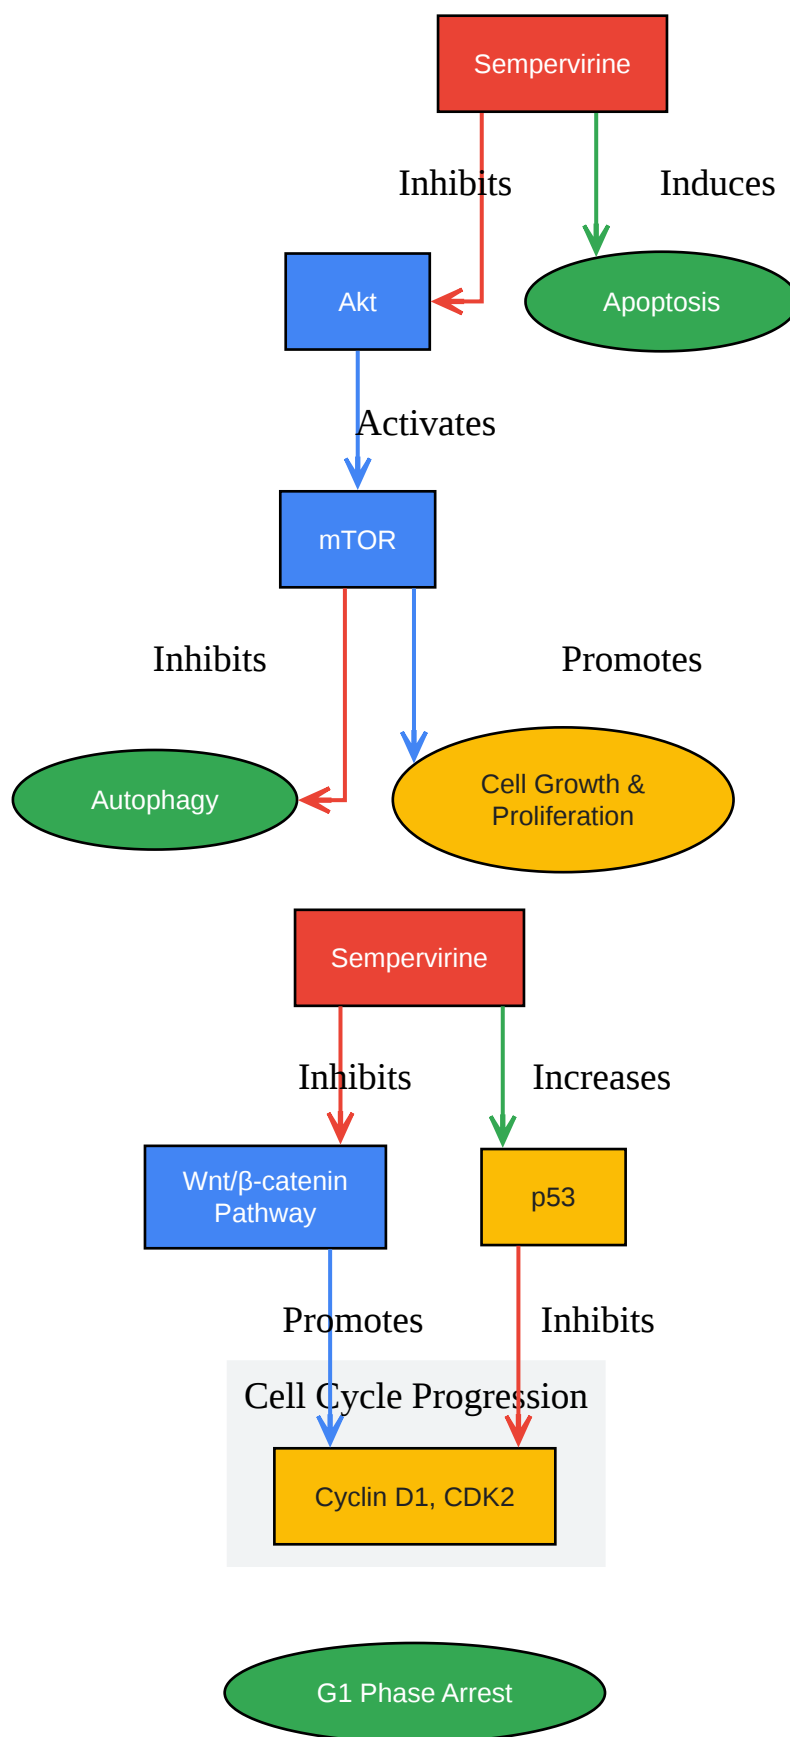 Sempervirine
Inhibits
Induces
Akt
Apoptosis
Activates
mTOR
Inhibits
Promotes
Autophagy
Cell Growth &
Proliferation
Sempervirine
Inhibits
Increases
Wnt/β-catenin
Pathway
p53
Promotes
Inhibits
Cell Cycle Progression
Cyclin D1, CDK2
G1 Phase Arrest